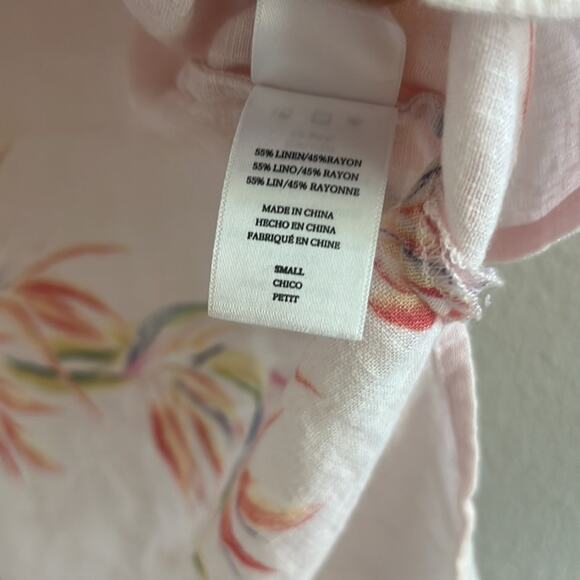 55% LINEN/45%RAYON
55% LINO/45% RAYON
55% LIN/45% RAYONNE
MADE IN CHINA
HECHO EN CHINA
FABRIQUÉ EN CHINE
SMALL
CHICO
PETIT